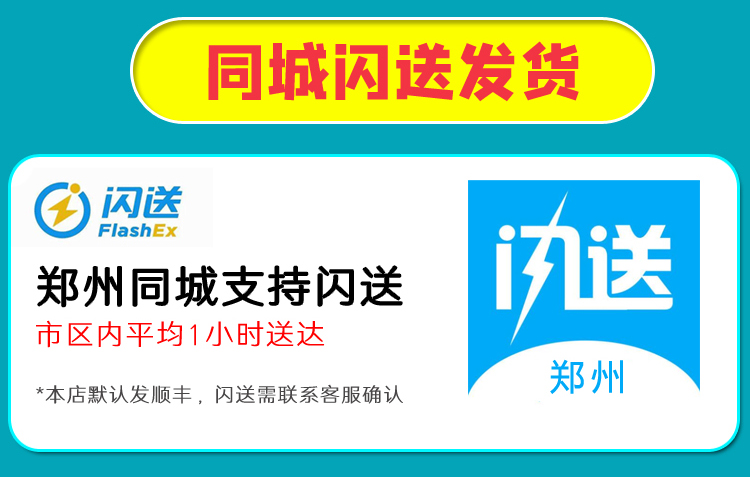 同城闪送发货
闪送
FlashEx
郑州同城支持闪送
市区内平均1小时送达
*本店默认发顺丰，闪送需联系客服确认
闪送
郑州